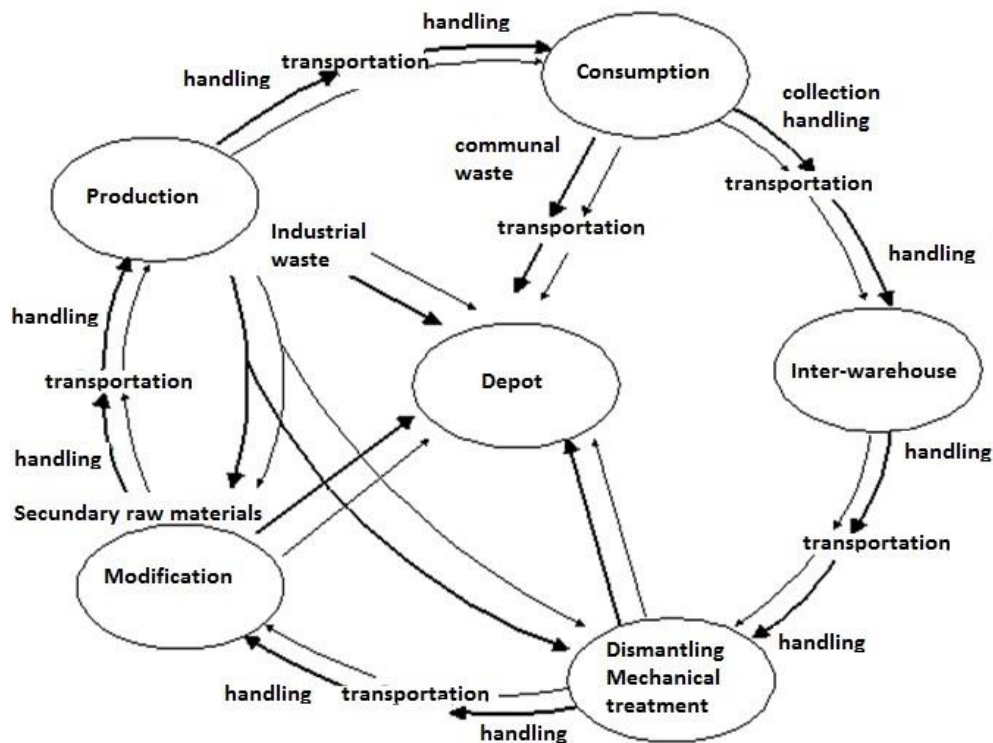 handling
handling
transportation
Consumption
handling
collection
handling
communal
waste
transportation
Production
transportation
Industrial
waste
handling
handling
transportation
Depot
Inter-warehouse
handling
handling
Secundary raw materials
transportation
Modification
handling
Dismantling
Mechanical
treatment
handling
transportation
handling